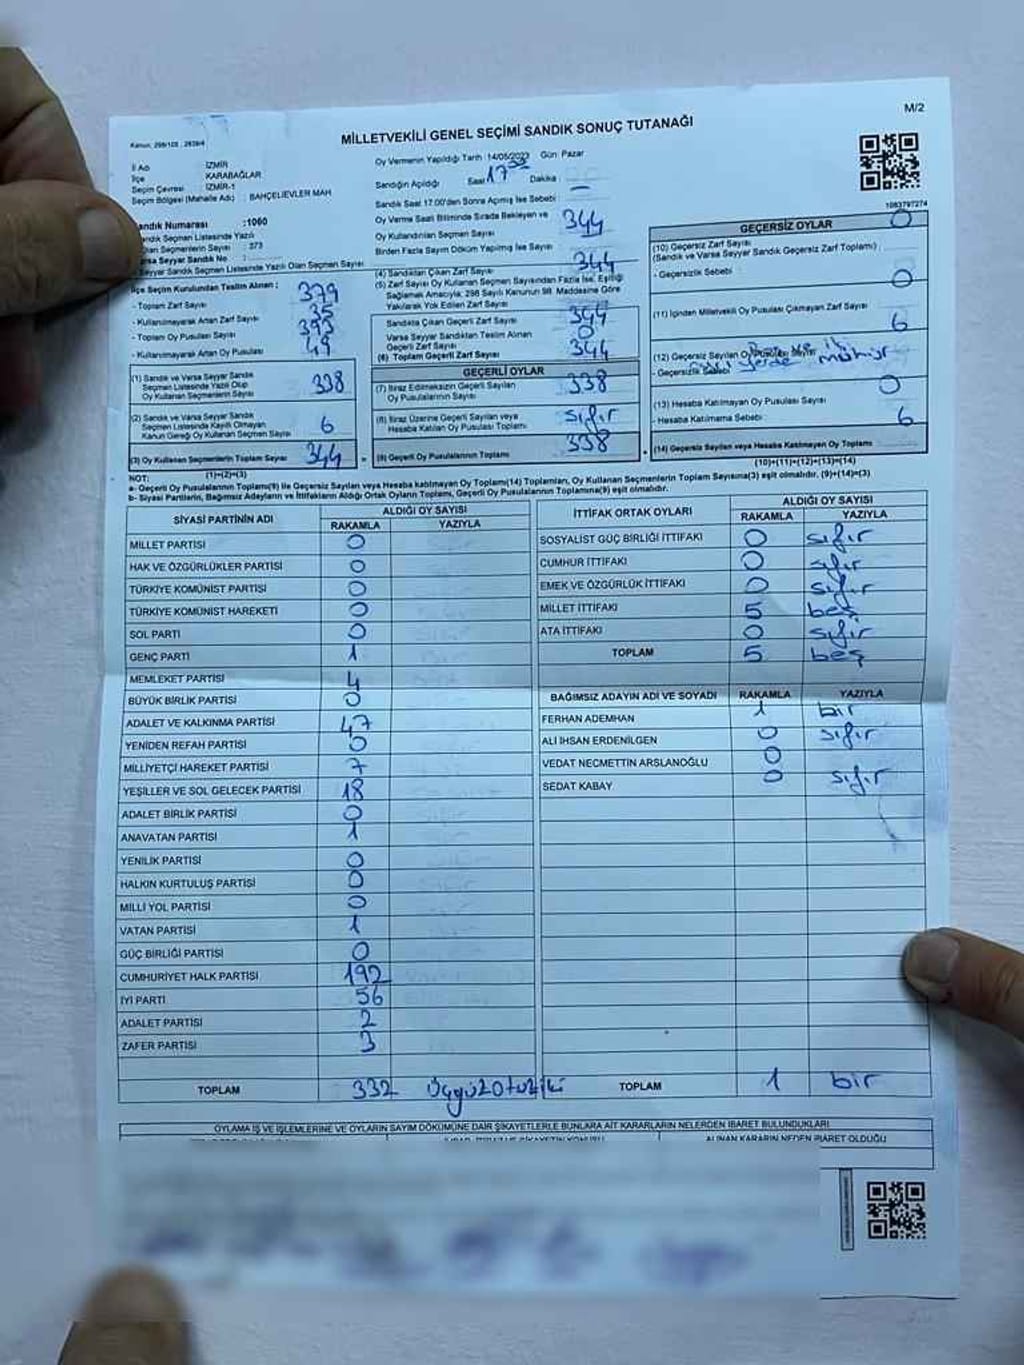 M/2
Kanun: 298/105 , 2839/4
MİLLETVEKİLİ GENEL SEÇİMİ SANDIK SONUÇ TUTANAĞI
İl Adı : İZMİR
İlçe : KARABAĞLAR
Seçim Çevresi : İZMİR-1
Seçim Bölgesi (Mahalle Adı) : BAHÇELİEVLER MAH.
Sandık Numarası :1060
Sandık Seçmen Listesinde Yazılı
Olan Seçmenlerin Sayısı : 373
Varsa Seyyar Sandık No :
Seyyar Sandık Seçmen Listesinde Yazılı Olan Seçmen Sayısı
İlçe Seçim Kurulundan Teslim Alınan :
- Toplam Zarf Sayısı 379
- Kullanılmayarak Artan Zarf Sayısı 35
- Toplam Oy Pusulası Sayısı 393
- Kullanılmayarak Artan Oy Pusulası 49
(1) Sandık ve Varsa Seyyar Sandık
Seçmen Listesinde Yazılı Olup
Oy Kullanan Seçmenlerin Sayısı 338
(2) Sandık ve Varsa Seyyar Sandık
Seçmen Listesinde Kayıtlı Olmayan
Kanun Gereği Oy Kullanan Seçmen Sayısı 6
(3) Oy Kullanan Seçmenlerin Toplam Sayısı 344
(1)+(2)=(3)
Oy Vermenin Yapıldığı Tarih :14/05/2023 Gün: Pazar
Sandığın Açıldığı Saat 17 Dakika
Sandık Saat 17.00'den Sonra Açılmış İse Sebebi :
Oy Verme Saati Bitiminde Sırada Bekleyen ve
Oy Kullandırılan Seçmen Sayısı 344
Birden Fazla Sayım Döküm Yapılmış İse Sayısı
(4) Sandıktan Çıkan Zarf Sayısı 344
(5) Zarf Sayısı Oy Kullanan Seçmen Sayısından Fazla İse, Eşitliği
Sağlamak Amacıyla, 298 Sayılı Kanunun 98. Maddesine Göre
Yakılarak Yok Edilen Zarf Sayısı
Sandıkta Çıkan Geçerli Zarf Sayısı 344
Varsa Seyyar Sandıktan Teslim Alınan
Geçerli Zarf Sayısı 0
(6) Toplam Geçerli Zarf Sayısı 344
GEÇERLİ OYLAR
(7) İtiraz Edilmeksizin Geçerli Sayılan
Oy Pusulalarının Sayısı 338
(8) İtiraz Üzerine Geçerli Sayılan veya
Hesaba Katılan Oy Pusulası Toplamı sıfır
(9) Geçerli Oy Pusulalarının Toplamı 338
1083797274
GEÇERSİZ OYLAR 0
(10) Geçersiz Zarf Sayısı
(Sandık ve Varsa Seyyar Sandık Geçersiz Zarf Toplamı)
- Geçersizlik Sebebi 0
(11) İçinden Milletvekili Oy Pusulası Çıkmayan Zarf Sayısı
6
(12) Geçersiz Sayılan Oy Pusulası Sayısı
- Geçersizlik Sebebi yerde mühür
0
(13) Hesaba Katılmayan Oy Pusulası Sayısı
- Hesaba Katılmama Sebebi 6
(14) Geçersiz Sayılan veya Hesaba Katılmayan Oy Toplamı
(10)+(11)+(12)+(13)=(14)
NOT:
a- Geçerli Oy Pusulalarının Toplamı(9) ile Geçersiz Sayılan veya Hesaba katılmayan Oy Toplamı(14) Toplamları, Oy Kullanan Seçmenlerin Toplam Sayısına(3) eşit olmalıdır. (9)+(14)=(3)
b- Siyasi Partilerin, Bağımsız Adayların ve İttifakların Aldığı Ortak Oyların Toplamı, Geçerli Oy Pusulalarının Toplamına(9) eşit olmalıdır.
SİYASİ PARTİNİN ADI ALDIĞI OY SAYISI
RAKAMLA YAZIYLA
MİLLET PARTİSİ 0
HAK VE ÖZGÜRLÜKLER PARTİSİ 0
TÜRKİYE KOMÜNİST PARTİSİ 0
TÜRKİYE KOMÜNİST HAREKETİ 0
SOL PARTİ 0
GENÇ PARTİ 1
MEMLEKET PARTİSİ 4
BÜYÜK BİRLİK PARTİSİ 0
ADALET VE KALKINMA PARTİSİ 47
YENİDEN REFAH PARTİSİ 0
MİLLİYETÇİ HAREKET PARTİSİ 7
YEŞİLLER VE SOL GELECEK PARTİSİ 18
ADALET BİRLİK PARTİSİ 0
ANAVATAN PARTİSİ 1
YENİLİK PARTİSİ 0
HALKIN KURTULUŞ PARTİSİ 0
MİLLİ YOL PARTİSİ 0
VATAN PARTİSİ 1
GÜÇ BİRLİĞİ PARTİSİ 0
CUMHURİYET HALK PARTİSİ 192
İYİ PARTİ 56
ADALET PARTİSİ 2
ZAFER PARTİSİ 3
TOPLAM 332 üçyüzotuziki
İTTİFAK ORTAK OYLARI ALDIĞI OY SAYISI
RAKAMLA YAZIYLA
SOSYALİST GÜÇ BİRLİĞİ İTTİFAKI 0 sıfır
CUMHUR İTTİFAKI 0 sıfır
EMEK VE ÖZGÜRLÜK İTTİFAKI 0 sıfır
MİLLET İTTİFAKI 5 beş
ATA İTTİFAKI 0 sıfır
TOPLAM 5 beş
BAĞIMSIZ ADAYIN ADI VE SOYADI RAKAMLA YAZIYLA
FERHAN ADEMHAN 1 bir
ALİ İHSAN ERDENİLGEN 0 sıfır
VEDAT NECMETTİN ARSLANOĞLU 0
SEDAT KABAY 0 sıfır
TOPLAM 1 bir
OYLAMA İŞ VE İŞLEMLERİNE VE OYLARIN SAYIM DÖKÜMÜNE DAİR ŞİKAYETLERLE BUNLARA AİT KARARLARIN NELERDEN İBARET BULUNDUKLARI
ALINAN KARARIN NEDEN İBARET OLDUĞU